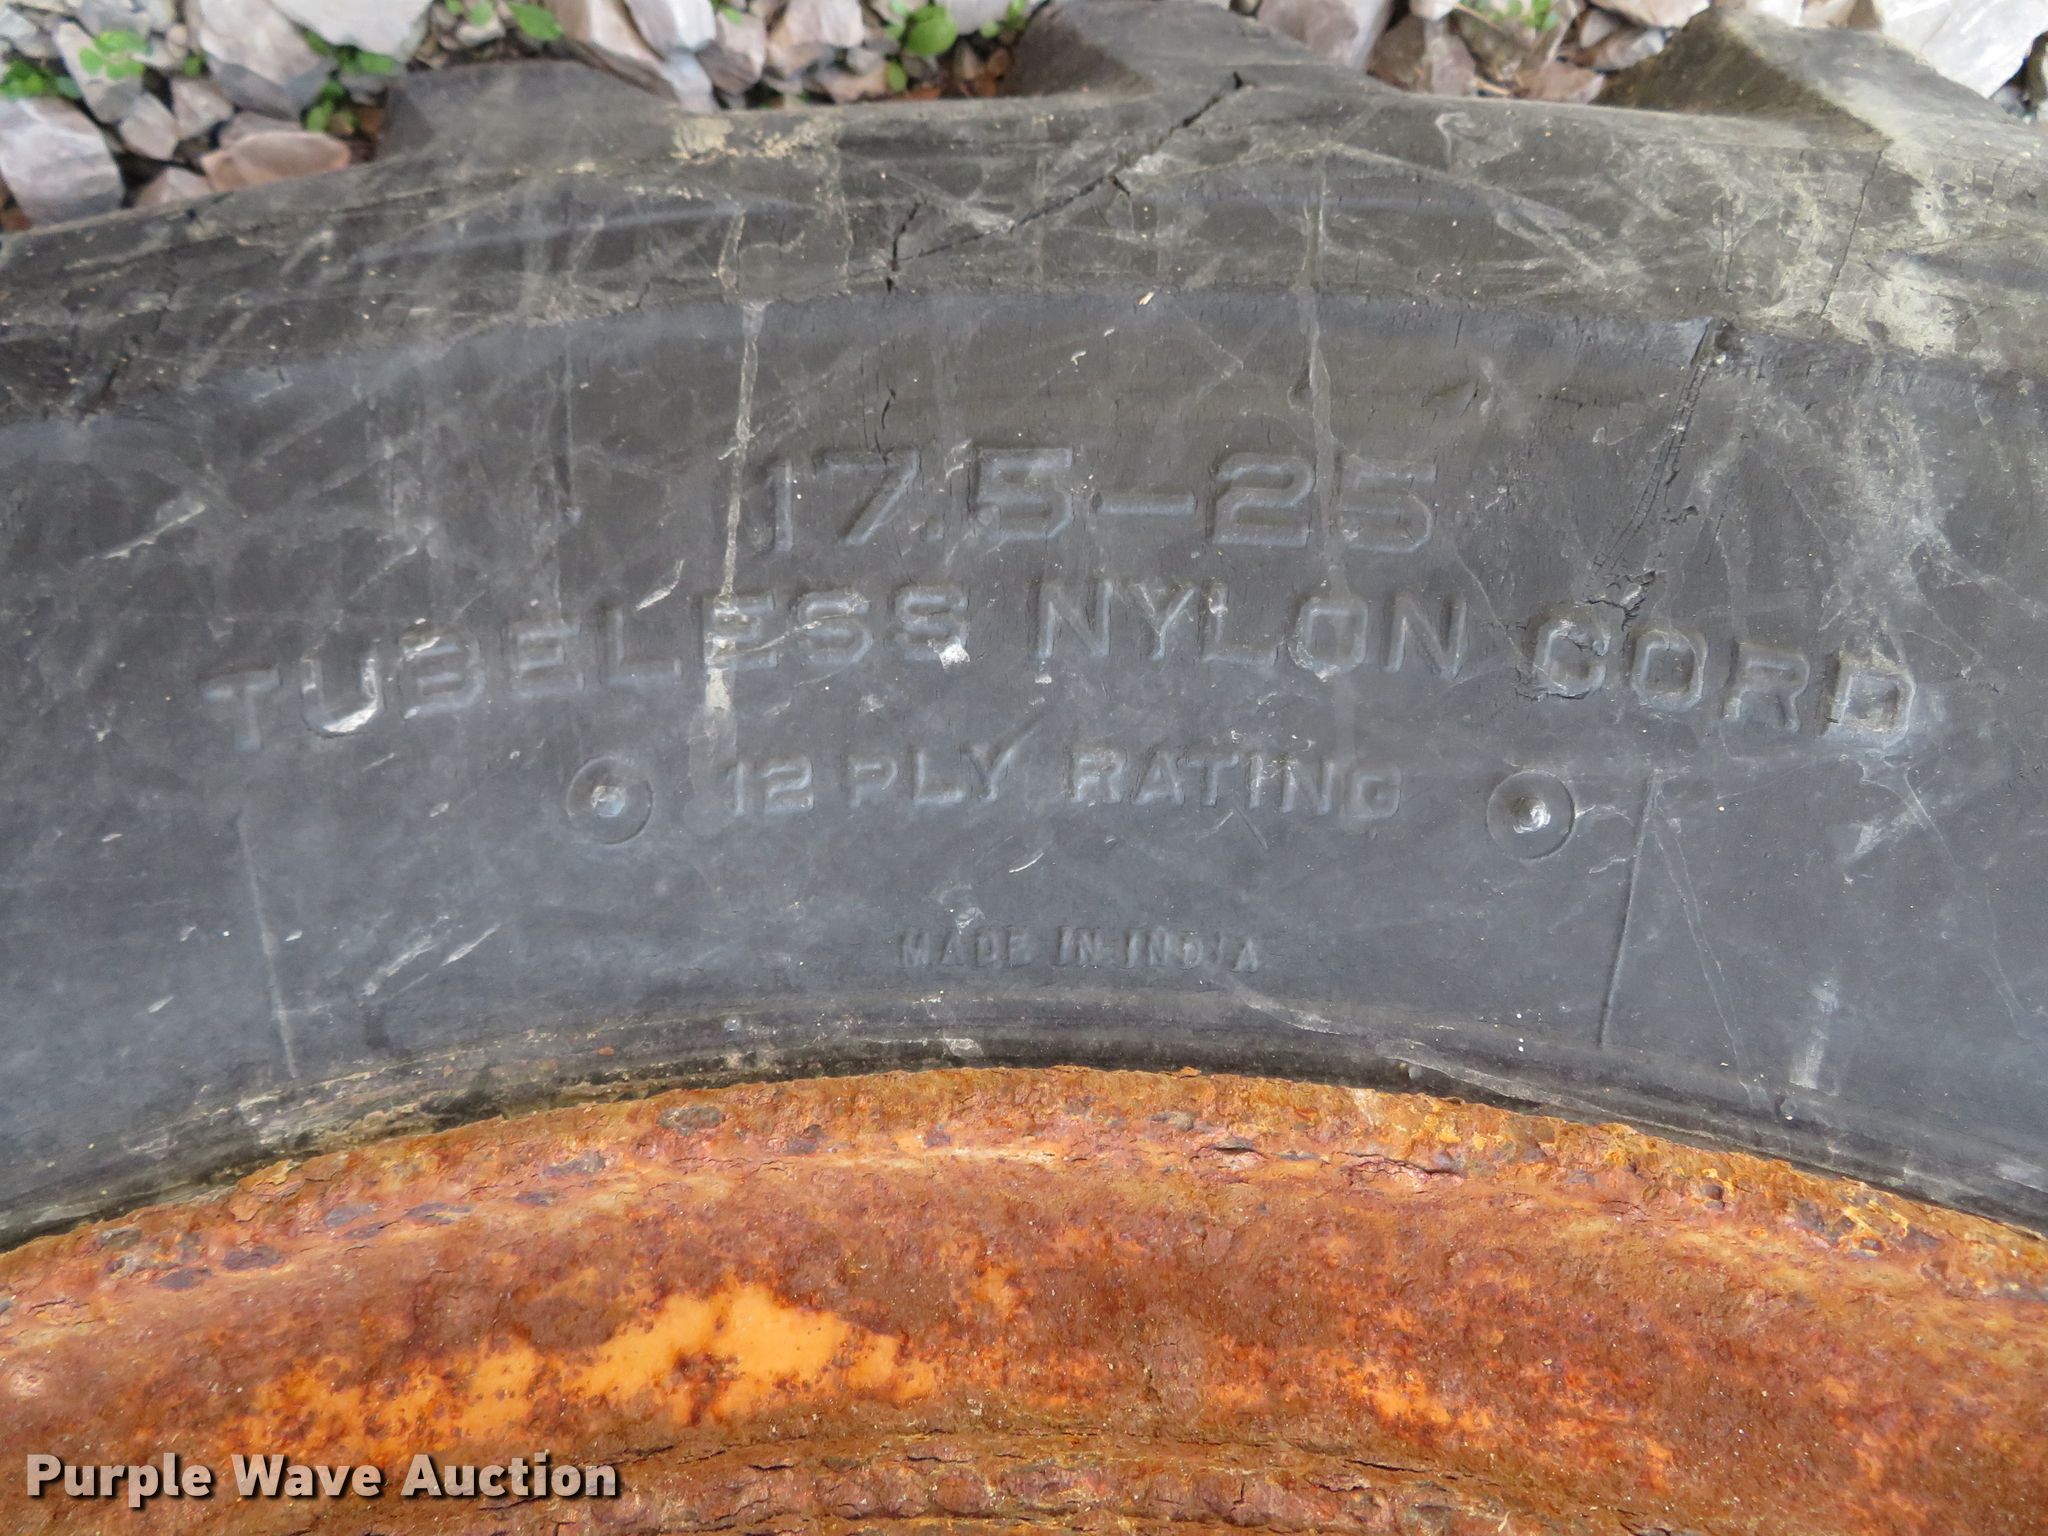 17.5-25
TUBELESS NYLON CORD
12 PLY RATING
MADE IN INDIA
Purple Wave Auction